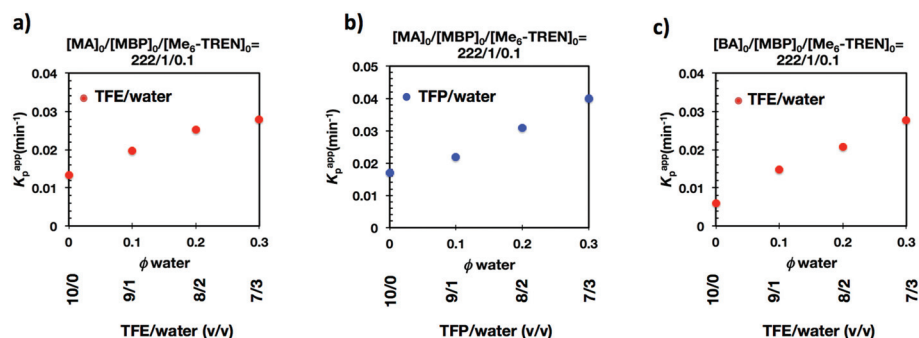 a)
[MA]₀/[MBP]₀/[Me₆-TREN]₀=
222/1/0.1
0.04
0.03
0.02
0.01
0
TFE/water
Kₚᵃᵖᵖ(min⁻¹)
0
0.1
0.2
0.3
ϕ water
10/0
9/1
8/2
7/3
TFE/water (v/v)
b)
[MA]₀/[MBP]₀/[Me₆-TREN]₀=
222/1/0.1
0.05
0.04
0.03
0.02
0.01
0
TFP/water
Kₚᵃᵖᵖ(min⁻¹)
0
0.1
0.2
0.3
ϕ water
10/0
9/1
8/2
7/3
TFP/water (v/v)
c)
[BA]₀/[MBP]₀/[Me₆-TREN]₀=
222/1/0.1
0.04
0.03
0.02
0.01
0
TFE/water
Kₚᵃᵖᵖ(min⁻¹)
0
0.1
0.2
0.3
ϕ water
10/0
9/1
8/2
7/3
TFE/water (v/v)